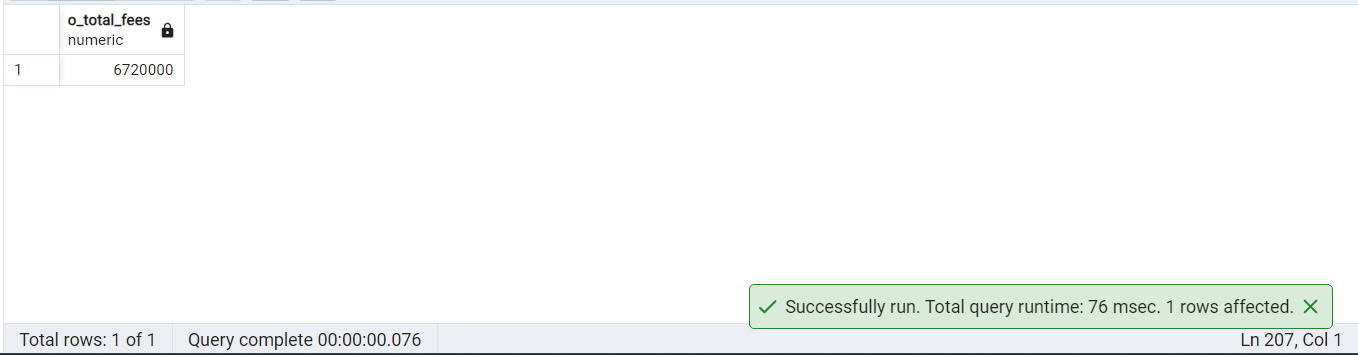 o_total_fees
numeric
1
6720000
Successfully run. Total query runtime: 76 msec. 1 rows affected.
Total rows: 1 of 1
Query complete 00:00:00.076
Ln 207, Col 1